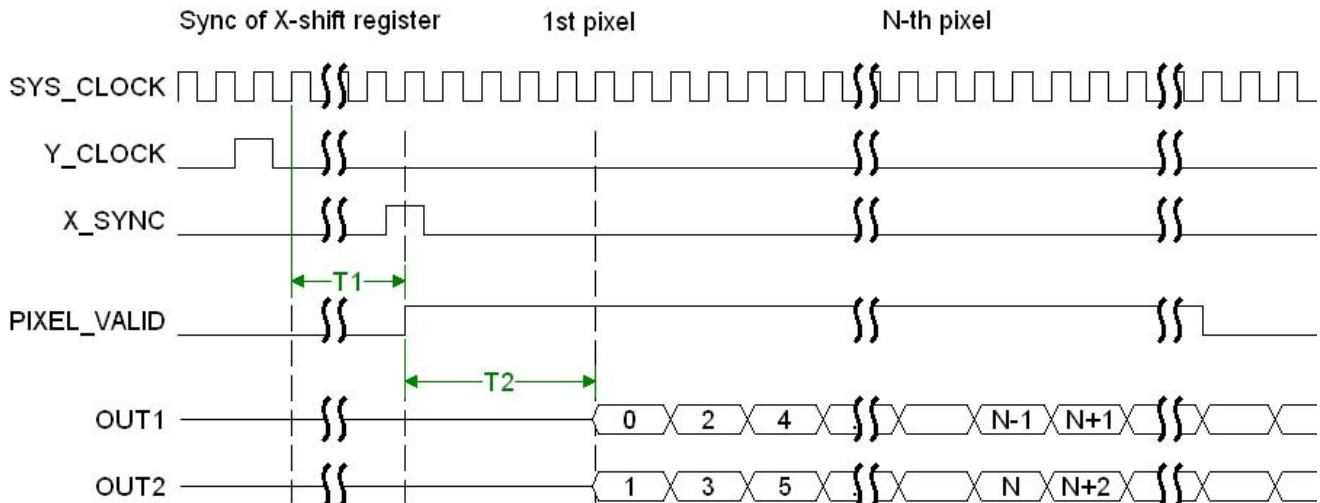 Sync of X-shift register 1st pixel N-th pixel
SYS_CLOCK
Y_CLOCK
X_SYNC
T1
PIXEL_VALID
T2
OUT1 0 2 4 . N-1 N+1
OUT2 1 3 5 . N N+2